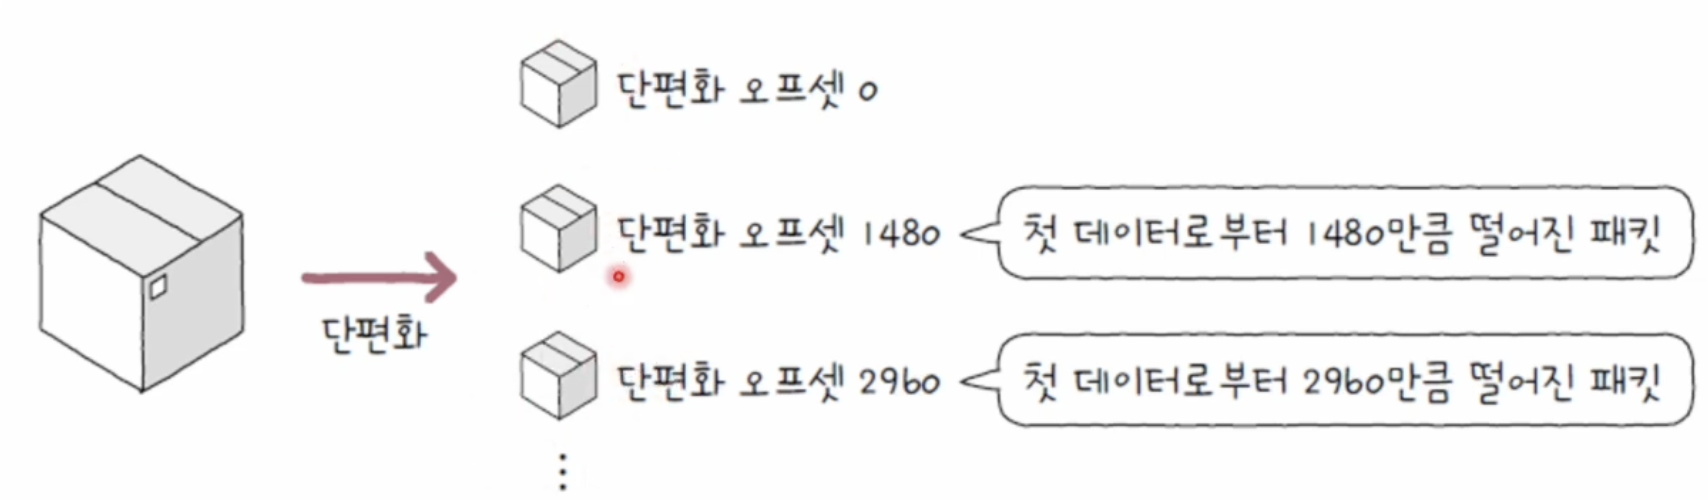 단편화 오프셋 0
단편화 오프셋 1480
첫 데이터로부터 1480만큼 떨어진 패킷
단편화
단편화 오프셋 2960
첫 데이터로부터 2960만큼 떨어진 패킷
⋮